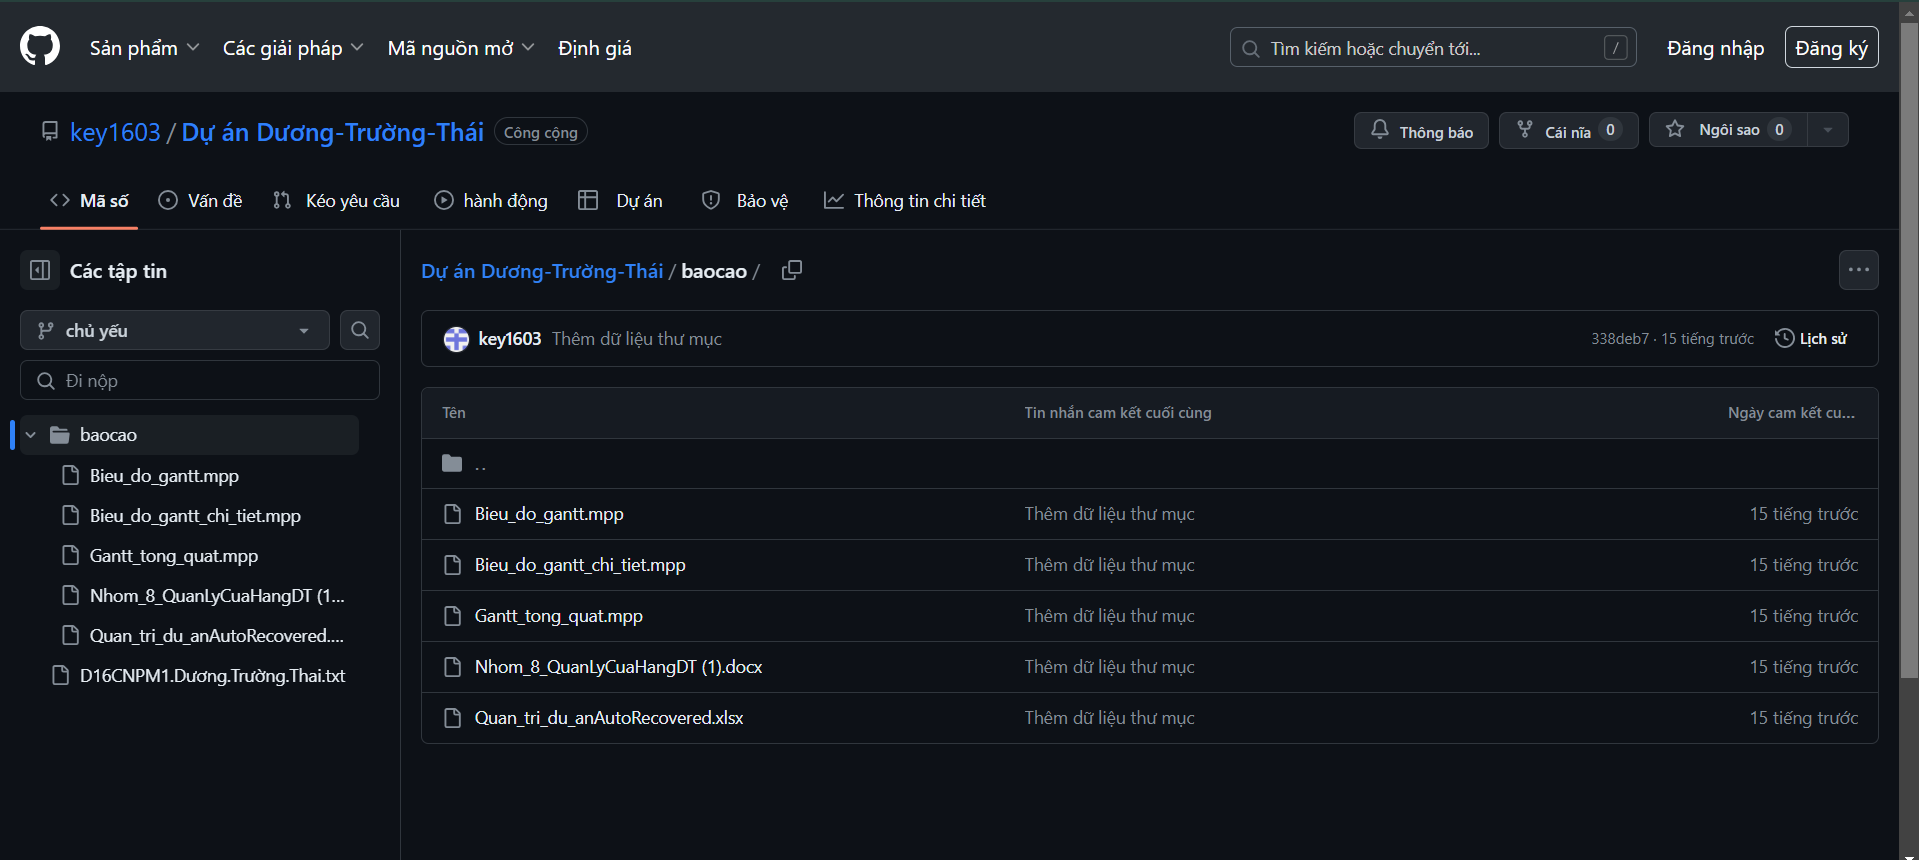 Sản phẩm Các giải pháp Mã nguồn mở Định giá Tìm kiếm hoặc chuyển tới... / Đăng nhập Đăng ký
key1603 / Dự án Dương-Trường-Thái Công cộng Thông báo Cái nĩa 0 Ngôi sao 0
Mã số Vấn đề Kéo yêu cầu hành động Dự án Bảo vệ Thông tin chi tiết
Các tập tin
chủ yếu
Đi nộp
baocao
Bieu_do_gantt.mpp
Bieu_do_gantt_chi_tiet.mpp
Gantt_tong_quat.mpp
Nhom_8_QuanLyCuaHangDT (1...
Quan_tri_du_anAutoRecovered....
D16CNPM1.Dương.Trường.Thai.txt
Dự án Dương-Trường-Thái / baocao /
key1603 Thêm dữ liệu thư mục 338deb7 · 15 tiếng trước Lịch sử
Tên Tin nhắn cam kết cuối cùng Ngày cam kết cu...
..
Bieu_do_gantt.mpp Thêm dữ liệu thư mục 15 tiếng trước
Bieu_do_gantt_chi_tiet.mpp Thêm dữ liệu thư mục 15 tiếng trước
Gantt_tong_quat.mpp Thêm dữ liệu thư mục 15 tiếng trước
Nhom_8_QuanLyCuaHangDT (1).docx Thêm dữ liệu thư mục 15 tiếng trước
Quan_tri_du_anAutoRecovered.xlsx Thêm dữ liệu thư mục 15 tiếng trước